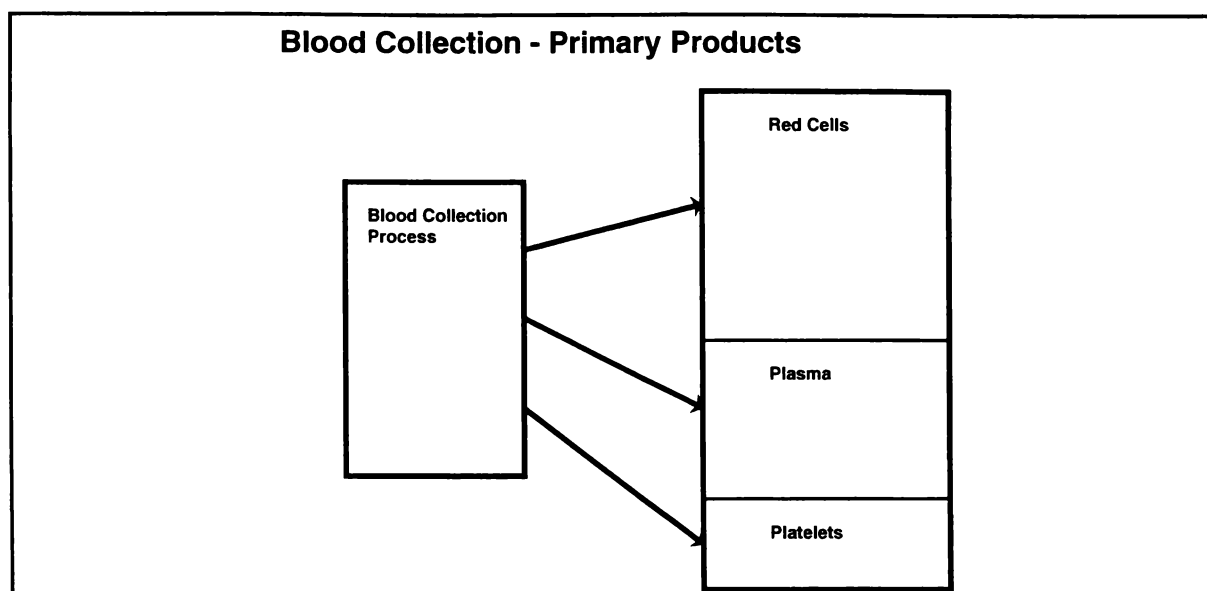 Blood Collection - Primary Products
Red Cells
Blood Collection
Process
Plasma
Platelets